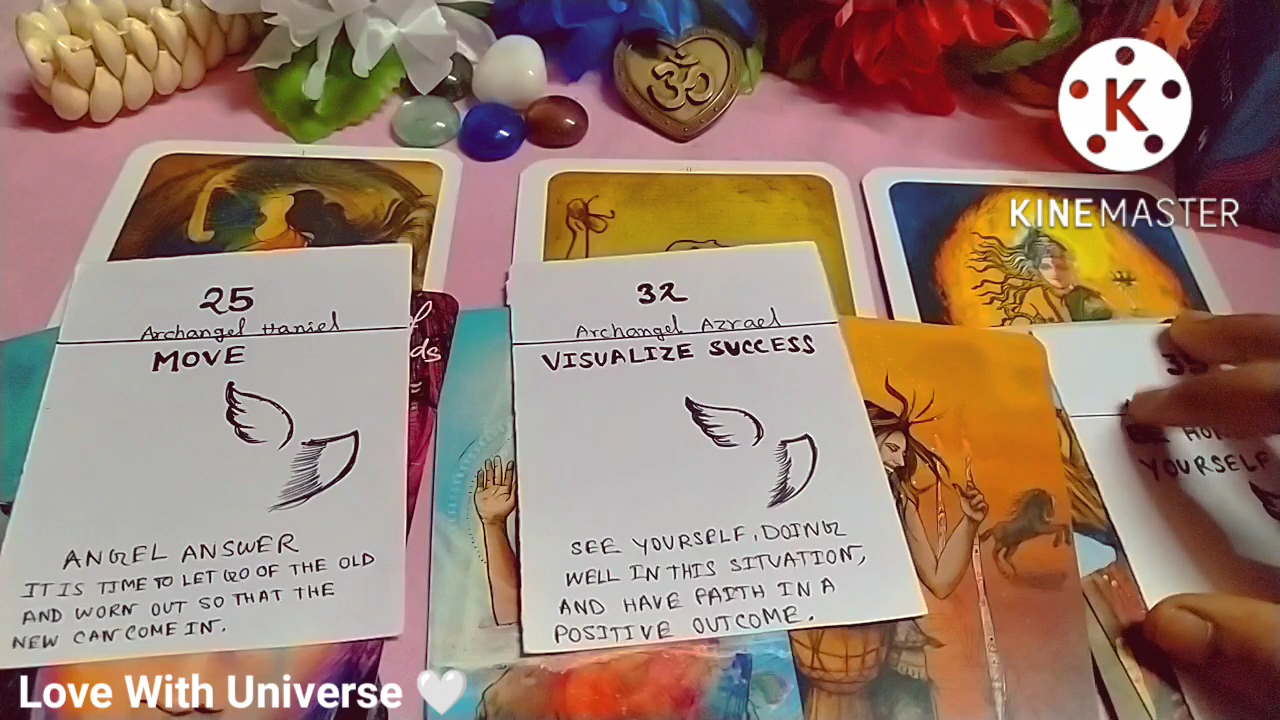 25
Archangel Haniel
MOVE
ANGEL ANSWER
IT IS TIME TO LET GO OF THE OLD
AND WORN OUT SO THAT THE
NEW CAN COME IN.
ds
32
Archangel Azrael
VISUALIZE SUCCESS
SEE YOURSELF, DOING
WELL IN THIS SITUATION,
AND HAVE FAITH IN A
POSITIVE OUTCOME.
YOURSELF
ॐ
K
KINEMASTER
Love With Universe 🤍